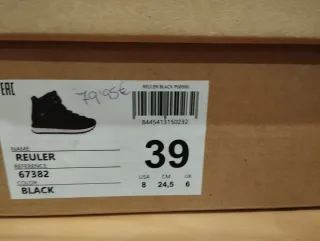 EAC
79'95€
REULER BLACK
8445413150232
NAME
REULER
REFERENCE
67382
COLOR
BLACK
39
USA CM UK
8 24,5 6